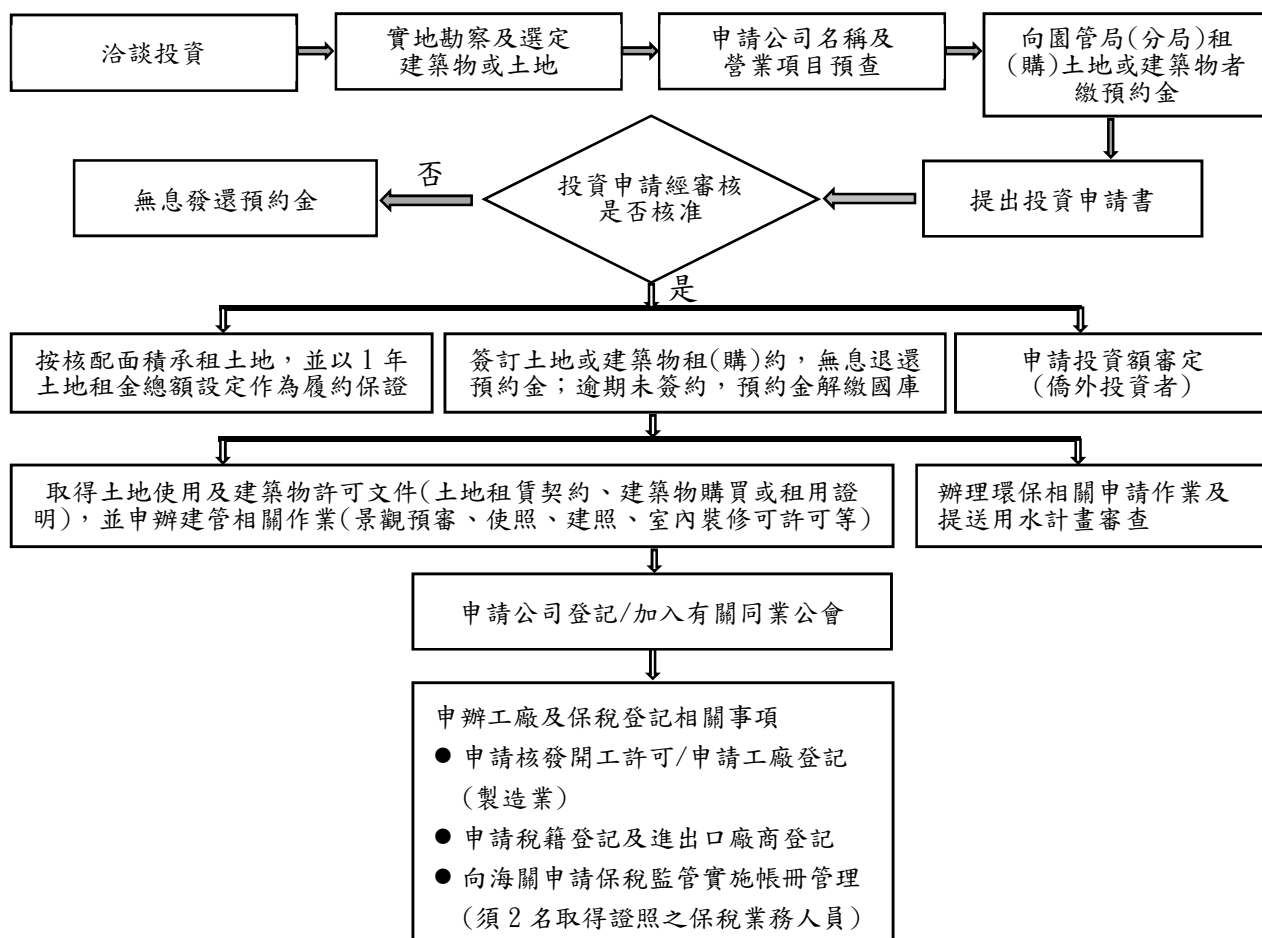 洽談投資
實地勘察及選定
建築物或土地
申請公司名稱及
營業項目預查
向園管局(分局)租
(購)土地或建築物者
繳預約金
無息發還預約金
否
投資申請經審核
是否核准
提出投資申請書
是
按核配面積承租土地，並以1年
土地租金總額設定作為履約保證
簽訂土地或建築物租(購)約，無息退還
預約金；逾期未簽約，預約金解繳國庫
申請投資額審定
(僑外投資者)
取得土地使用及建築物許可文件(土地租賃契約、建築物購買或租用證
明)，並申辦建管相關作業(景觀預審、使照、建照、室內裝修可許可等)
辦理環保相關申請作業及
提送用水計畫審查
申請公司登記/加入有關同業公會
申辦工廠及保稅登記相關事項
● 申請核發開工許可/申請工廠登記
(製造業)
● 申請稅籍登記及進出口廠商登記
● 向海關申請保稅監管實施帳冊管理
(須2名取得證照之保稅業務人員)